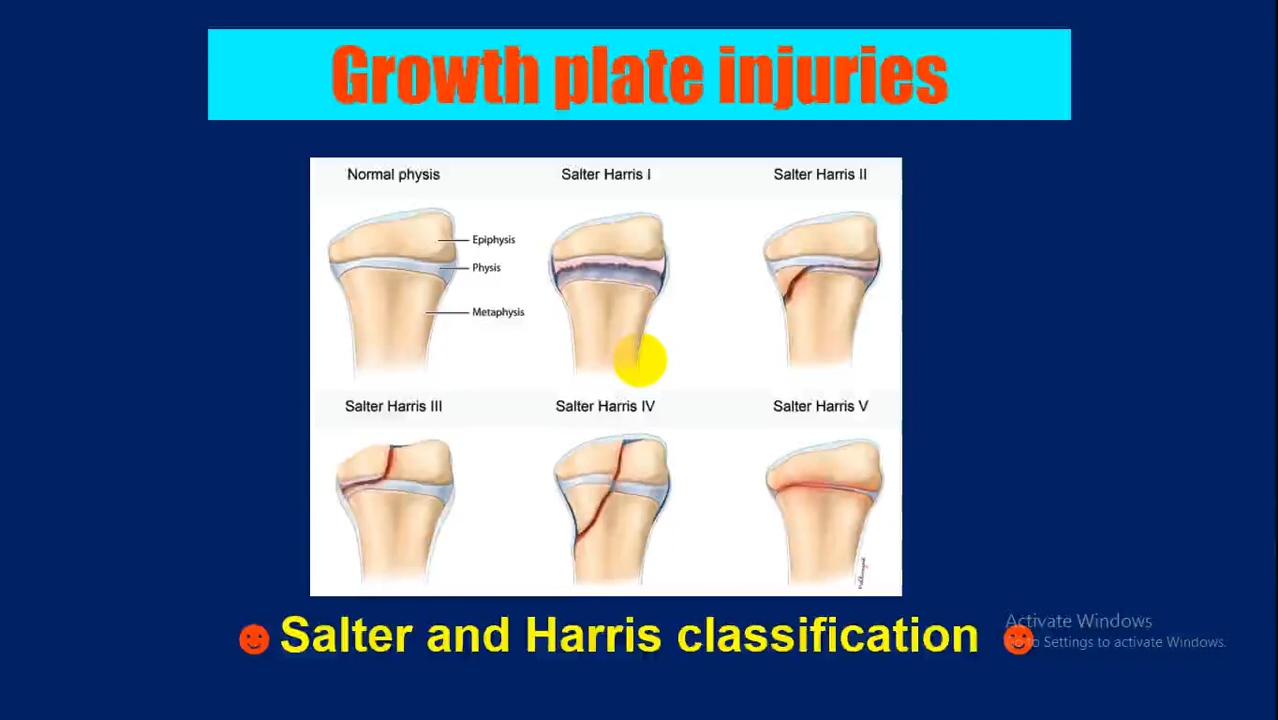 Growth plate injuries
Normal physis
Salter Harris I
Salter Harris II
Epiphysis
Physis
Metaphysis
Salter Harris III
Salter Harris IV
Salter Harris V
Salter and Harris classification
Activate Windows
to Settings to activate Windows.